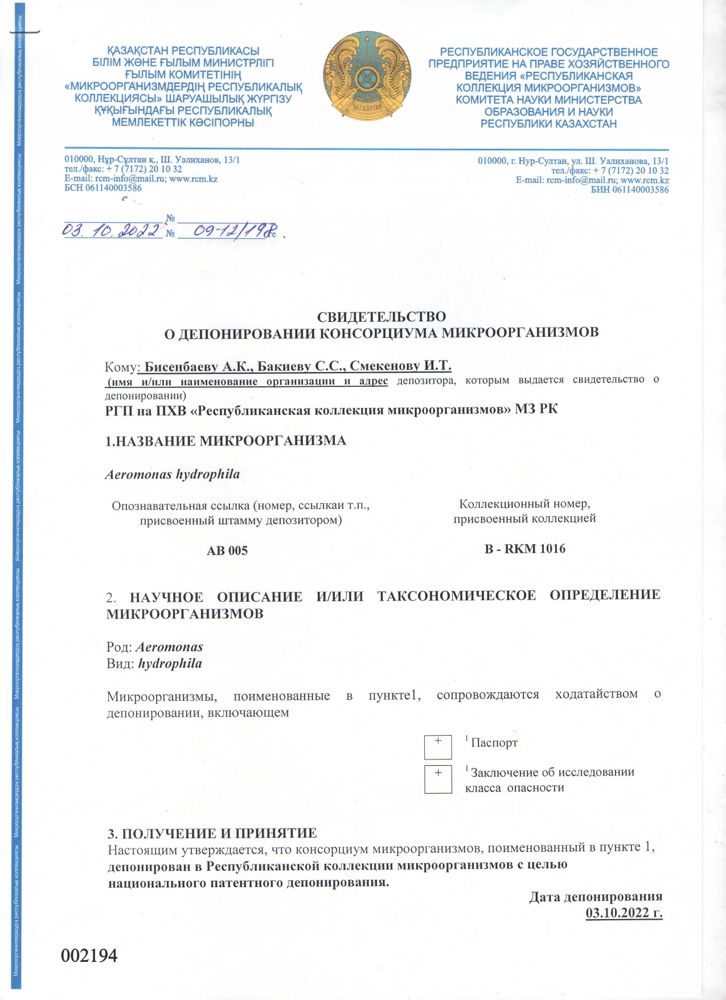 ҚАЗАҚСТАН РЕСПУБЛИКАСЫ
БІЛІМ ЖӘНЕ ҒЫЛЫМ МИНИСТРЛІГІ
ҒЫЛЫМ КОМИТЕТІНІҢ
«МИКРООРГАНИЗМДЕРДІҢ РЕСПУБЛИКАЛЫҚ
КОЛЛЕКЦИЯСЫ» ШАРУАШЫЛЫҚ ЖҮРГІЗУ
ҚҰҚЫҒЫНДАҒЫ РЕСПУБЛИКАЛЫҚ
МЕМЛЕКЕТТІК КӘСІПОРНЫ
QAZAQSTAN
РЕСПУБЛИКАНСКОЕ ГОСУДАРСТВЕННОЕ
ПРЕДПРИЯТИЕ НА ПРАВЕ ХОЗЯЙСТВЕННОГО
ВЕДЕНИЯ «РЕСПУБЛИКАНСКАЯ
КОЛЛЕКЦИЯ МИКРООРГАНИЗМОВ»
КОМИТЕТА НАУКИ МИНИСТЕРСТВА
ОБРАЗОВАНИЯ И НАУКИ
РЕСПУБЛИКИ КАЗАХСТАН
010000, Нұр-Сұлтан қ., Ш. Уәлиханов, 13/1
тел./факс: + 7 (7172) 20 10 32
E-mail: rcm-info@mail.ru; www.rcm.kz
БСН 061140003586
010000, г. Нур-Султан, ул. Ш. Уалиханова, 13/1
тел./факс: + 7 (7172) 20 10 32
E-mail: rcm-info@mail.ru; www.rcm.kz
БИН 061140003586
№
03.10.2022 № 09-12/198
СВИДЕТЕЛЬСТВО
О ДЕПОНИРОВАНИИ КОНСОРЦИУМА МИКРООРГАНИЗМОВ
Кому: Бисенбаеву А.К., Бакиеву С.С., Смекенову И.Т.
(имя и/или наименование организации и адрес депозитора, которым выдается свидетельство о
депонировании)
РГП на ПХВ «Республиканская коллекция микроорганизмов» МЗ РК
1.НАЗВАНИЕ МИКРООРГАНИЗМА
Aeromonas hydrophila
Опознавательная ссылка (номер, ссылкаи т.п.,
присвоенный штамму депозитором)
АВ 005
Коллекционный номер,
присвоенный коллекцией
B - RKM 1016
2. НАУЧНОЕ ОПИСАНИЕ И/ИЛИ ТАКСОНОМИЧЕСКОЕ ОПРЕДЕЛЕНИЕ
МИКРООРГАНИЗМОВ
Род: Aeromonas
Вид: hydrophila
Микроорганизмы, поименованные в пункте1, сопровождаются ходатайством о
депонировании, включающем
+ 1 Паспорт
+ 1 Заключение об исследовании
класса опасности
3. ПОЛУЧЕНИЕ И ПРИНЯТИЕ
Настоящим утверждается, что консорциум микроорганизмов, поименованный в пункте 1,
депонирован в Республиканской коллекции микроорганизмов с целью
национального патентного депонирования.
Дата депонирования
03.10.2022 г.
002194
Микроорганизмдердің республикалық коллекциясы Микроорганизмдердің республикалық коллекциясы Микроорганизмдердің республикалық коллекциясы Микроорганизмдердің республикалық коллекциясы Микроорганизмдердің республикалық коллекциясы Микроорганизмдердің республикалық коллекциясы Микроорганизмдердің республикалық коллекциясы